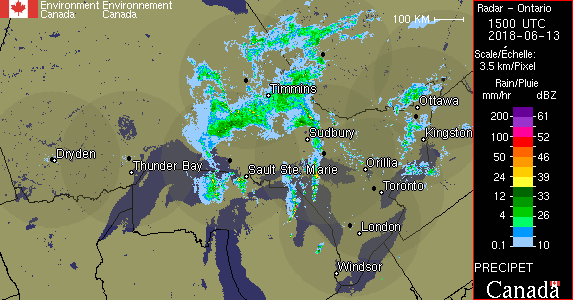 Environment Environnement
Canada Canada
100 KM
Timmins
Ottawa
Sudbury
Kingston
Dryden
Thunder Bay
Sault Ste. Marie
Orillia
Toronto
London
Windsor
Radar - Ontario
1500 UTC
2018-06-13
Scale/Échelle:
3.5 km/Pixel
Rain/Pluie
mm/hr dBZ
200 61
100 52
50 46
24 39
12 33
4 26
0.1 10
PRECIPET
Canada